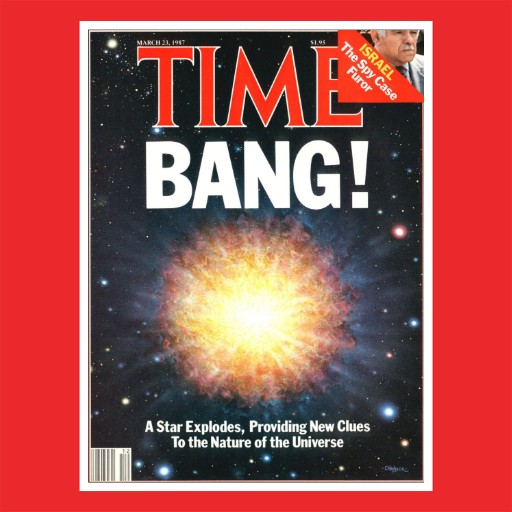 MARCH 23, 1987
$1.95
TIME
ISRAEL
The Spy Case
Furor
BANG!
A Star Explodes, Providing New Clues
To the Nature of the Universe
12